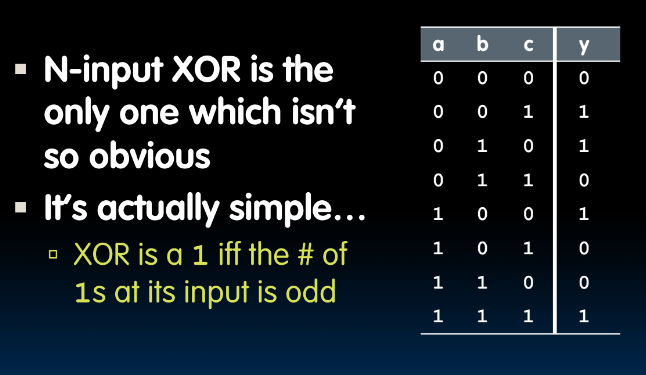 N-input XOR is the
only one which isn't
so obvious
It's actually simple…
XOR is a 1 iff the # of
1s at its input is odd
a b c y
0 0 0 0
0 0 1 1
0 1 0 1
0 1 1 0
1 0 0 1
1 0 1 0
1 1 0 0
1 1 1 1